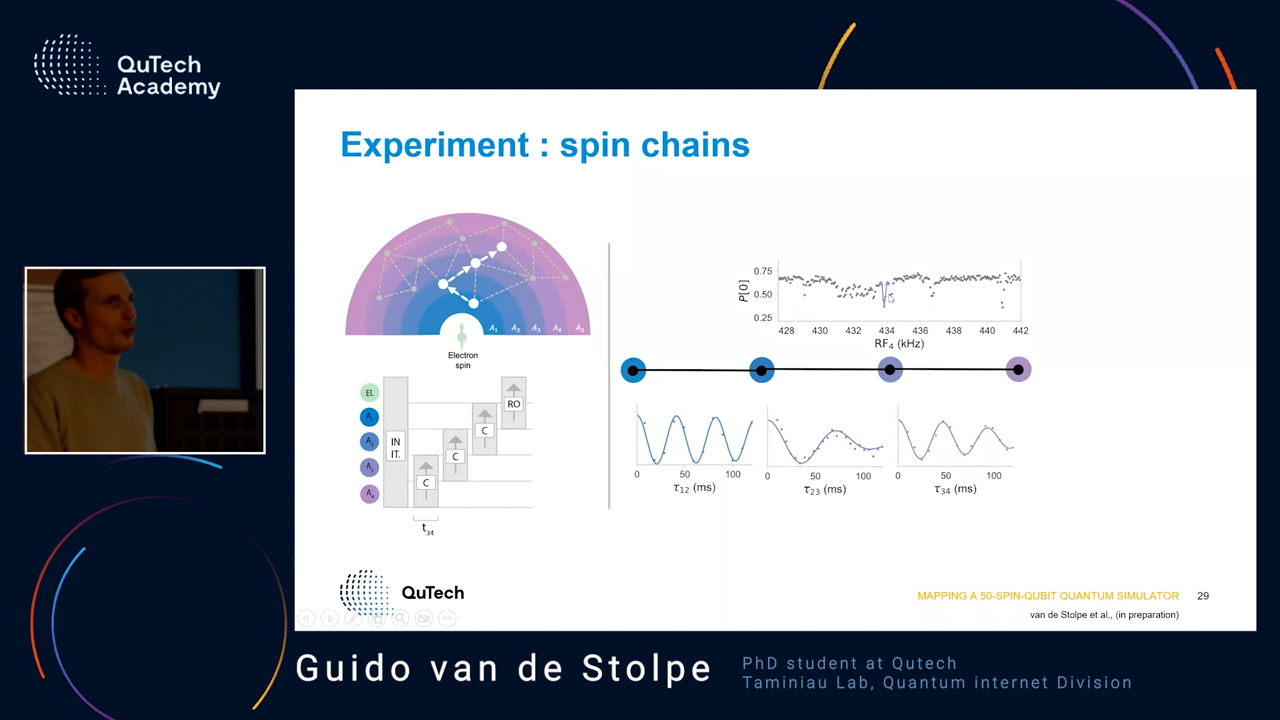 QuTech
Academy
Experiment : spin chains
A₁ A₂ A₃ A₄ A₅
Electron
spin
El.
A₁
A₂
A₃
A₄
IN
IT.
C
C
C
RO
t₃₄
P[0]
0.75
0.50
0.25
428 430 432 434 436 438 440 442
RF₄ (kHz)
0 50 100
τ₁₂ (ms)
0 50 100
τ₂₃ (ms)
0 50 100
τ₃₄ (ms)
QuTech
MAPPING A 50-SPIN-QUBIT QUANTUM SIMULATOR
29
van de Stolpe et al., (in preparation)
Guido van de Stolpe
PhD student at Qutech
Taminiau Lab, Quantum internet Division